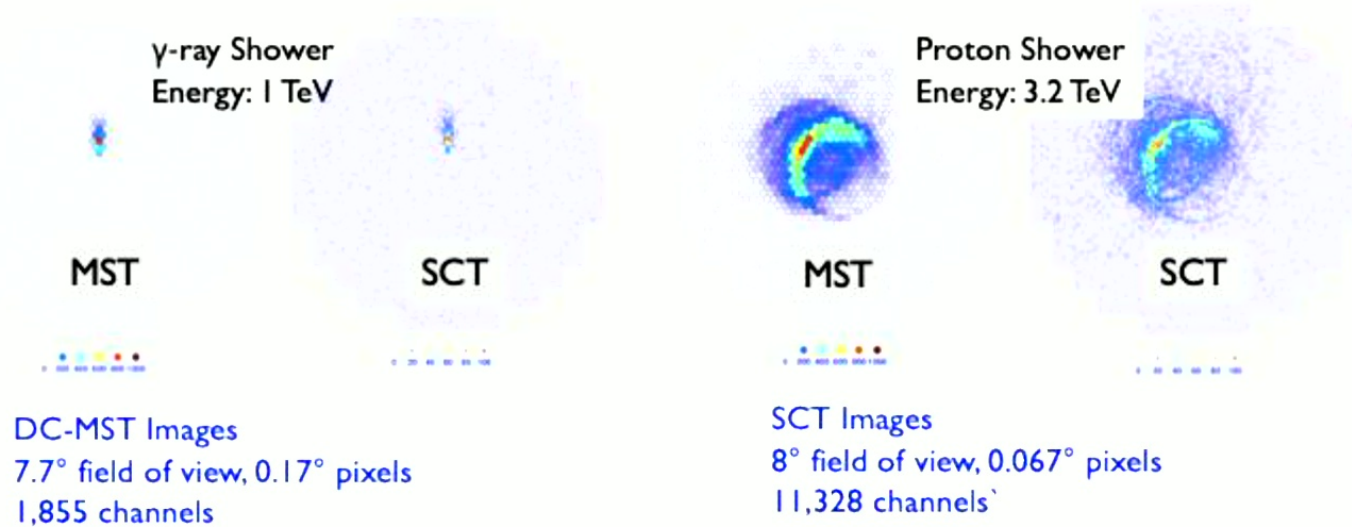 γ-ray Shower
Energy: 1 TeV
Proton Shower
Energy: 3.2 TeV
MST
SCT
MST
SCT
DC-MST Images
7.7° field of view, 0.17° pixels
1,855 channels
SCT Images
8° field of view, 0.067° pixels
11,328 channels`